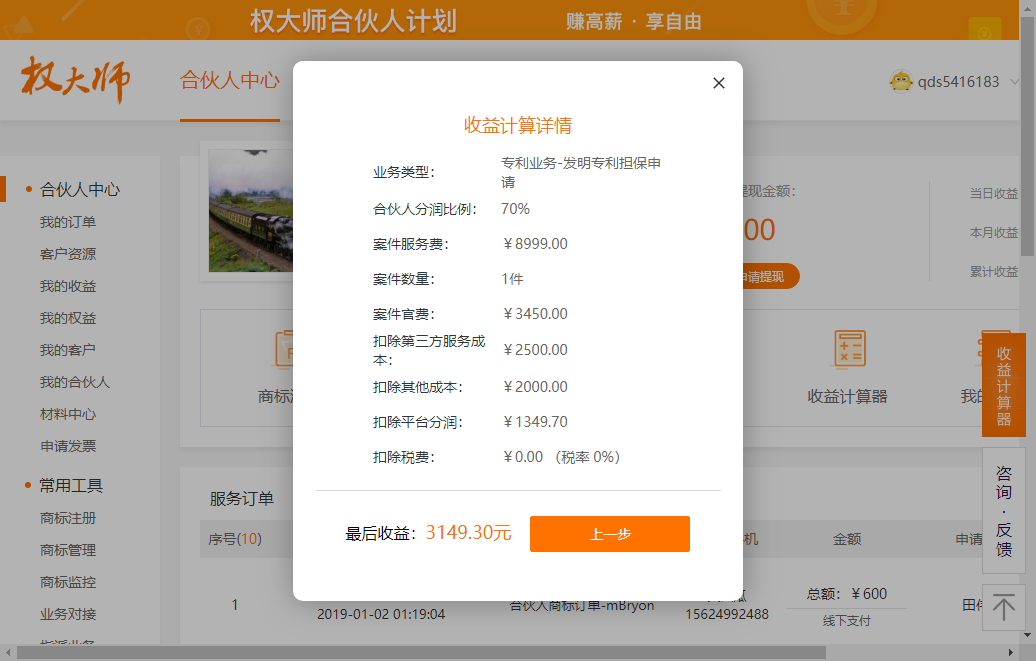 权大师合伙人计划
赚高薪 · 享自由
权大师
合伙人中心
qds5416183
合伙人中心
我的订单
客户资源
我的收益
我的权益
我的客户
我的合伙人
材料中心
申请发票
常用工具
商标注册
商标管理
商标监控
业务对接
收益计算详情
业务类型：
专利业务-发明专利担保申
请
合伙人分润比例： 70%
案件服务费： ￥8999.00
案件数量： 1件
案件官费： ￥3450.00
扣除第三方服务成
本：
￥2500.00
扣除其他成本： ￥2000.00
扣除平台分润： ￥1349.70
扣除税费： ￥0.00 （税率 0%）
最后收益： 3149.30元
上一步
现金额：
00
请提现
当日收益
本月收益
累计收益
商标
收益计算器
我的
收益计算器
咨询·反馈
服务订单
序号(10)
机
金额
申请
1
2019-01-02 01:19:04
合伙人商标订单-mBryon
15624992488
总额：￥600
线下支付